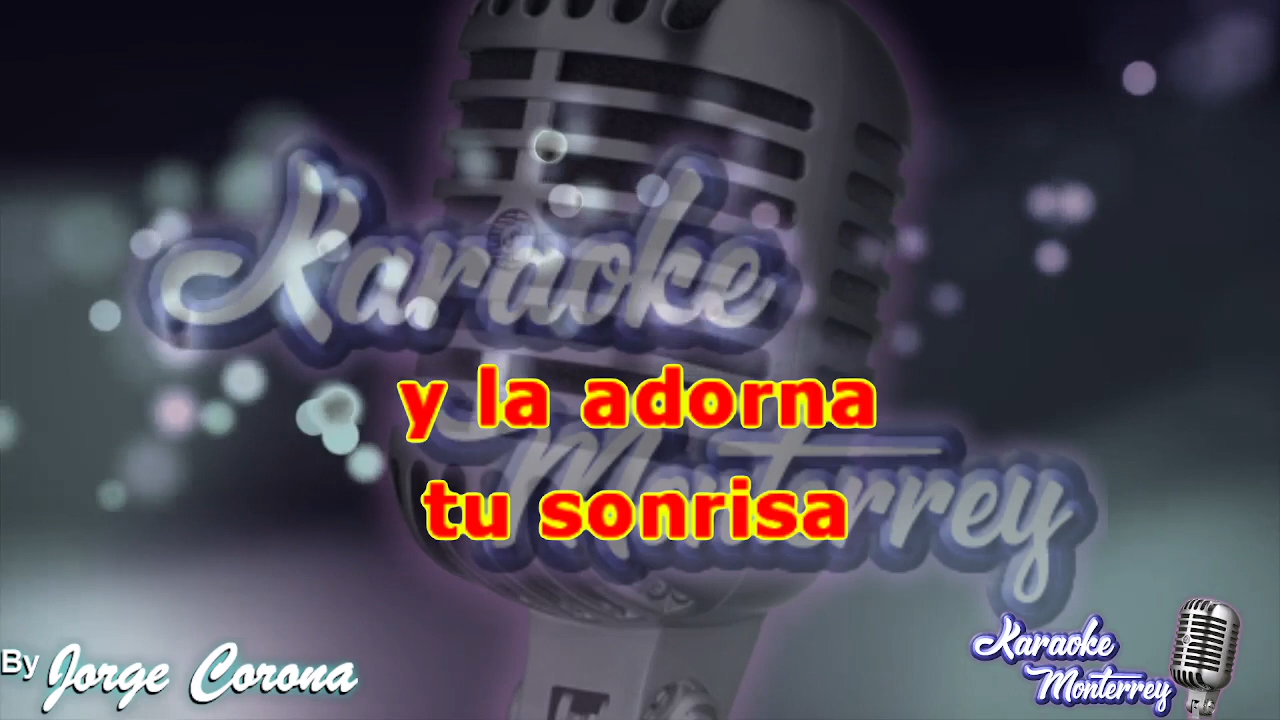 Karaoke
Monterrey
y la adorna
tu sonrisa
By Jorge Corona
Karaoke
Monterrey